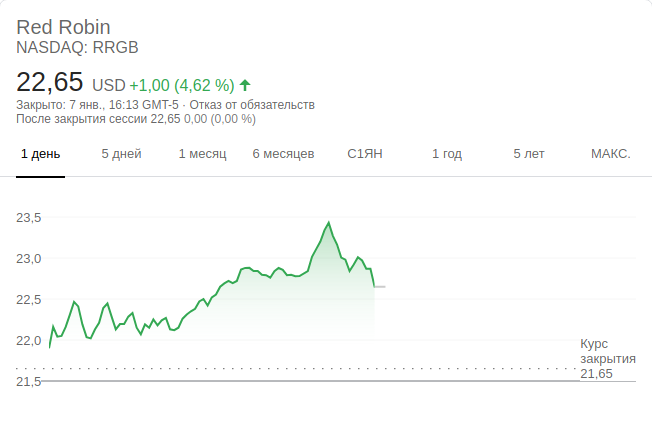 Red Robin
NASDAQ: RRGB
22,65 USD +1,00 (4,62 %)
Закрыто: 7 янв., 16:13 GMT-5 · Отказ от обязательств
После закрытия сессии 22,65 0,00 (0,00 %)
1 день 5 дней 1 месяц 6 месяцев С1ЯН 1 год 5 лет МАКС.
23,5
23,0
22,5
22,0
21,5
Курс
закрытия
21,65